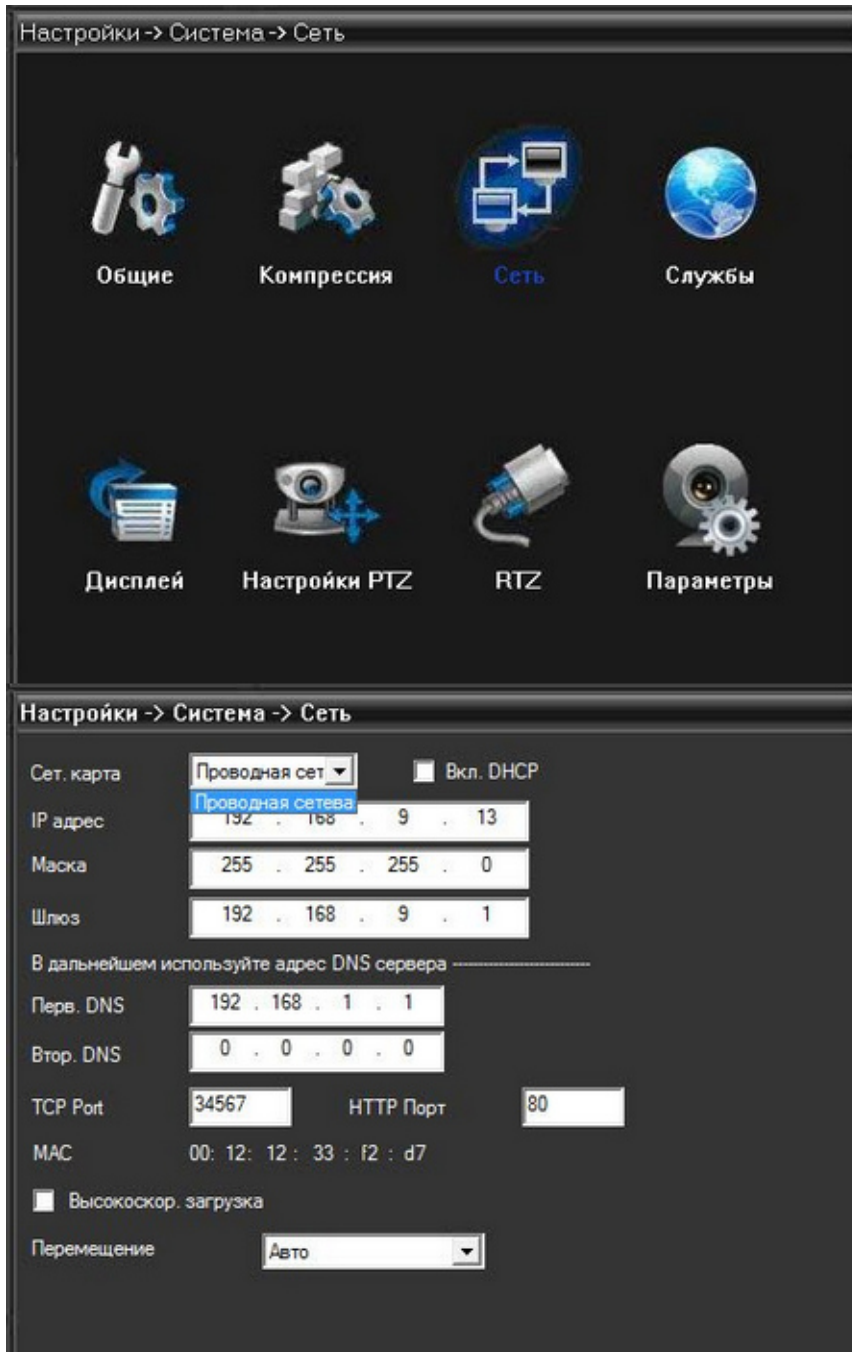 Настройки -> Система -> Сеть
Общие Компрессия Сеть Службы
Дисплей Настройки PTZ RTZ Параметры
Настройки -> Система -> Сеть
Сет. карта Проводная сет Вкл. DHCP
Проводная сетева
IP адрес 192 . 168 . 9 . 13
Маска 255 . 255 . 255 . 0
Шлюз 192 . 168 . 9 . 1
В дальнейшем используйте адрес DNS сервера ----------------------------
Перв. DNS 192 . 168 . 1 . 1
Втор. DNS 0 . 0 . 0 . 0
TCP Port 34567 HTTP Порт 80
MAC 00: 12: 12 : 33 : f2 : d7
Высокоскор. загрузка
Перемещение Авто